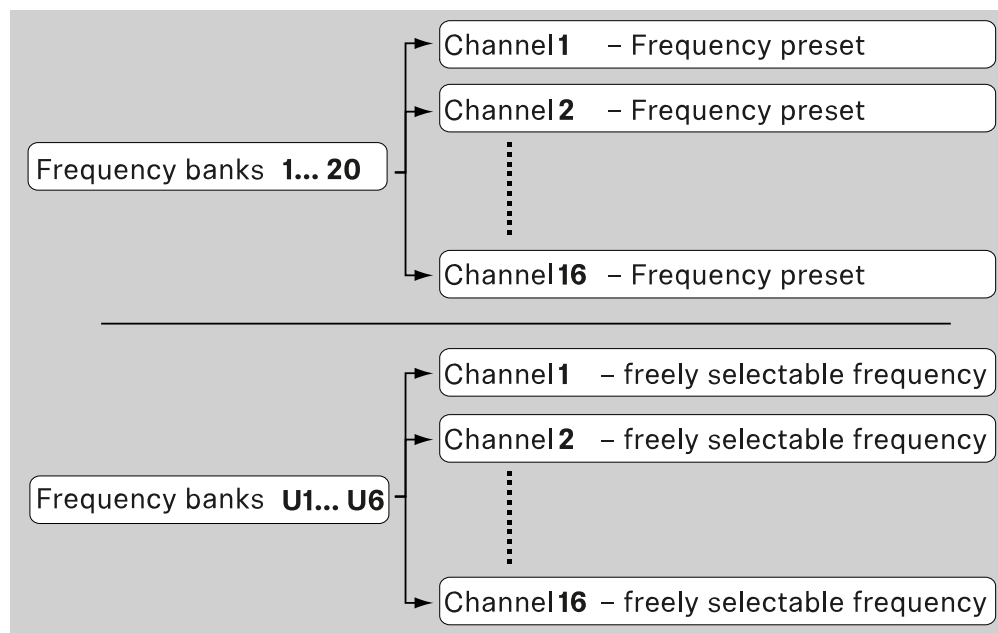 Channel 1 – Frequency preset
Channel 2 – Frequency preset
Frequency banks 1... 20
Channel 16 – Frequency preset
Channel 1 – freely selectable frequency
Channel 2 – freely selectable frequency
Frequency banks U1... U6
Channel 16 – freely selectable frequency